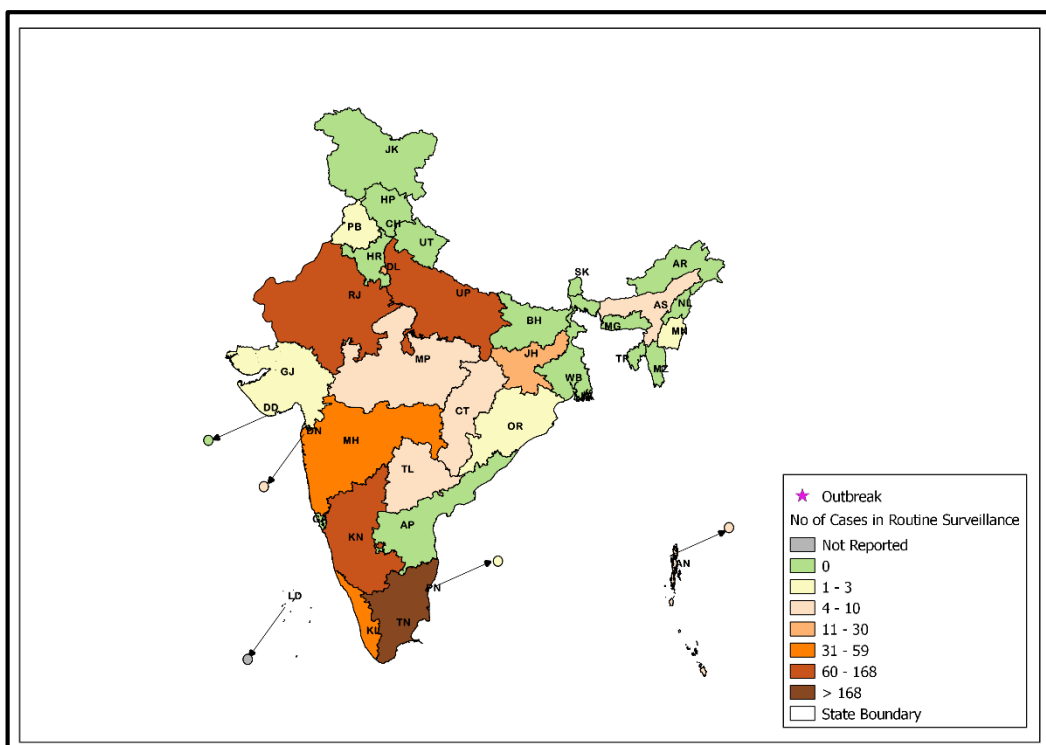 JK
HP
CH
PB
UT
HR
DL
SK
AR
RJ
UP
AS
NL
BH
MG
MN
JH
TR
MP
MZ
GJ
WB
DD
CT
DN
OR
MH
TL
GA
AP
KN
AN
PN
LD
KL
TN
Outbreak
No of Cases in Routine Surveillance
Not Reported
0
1 - 3
4 - 10
11 - 30
31 - 59
60 - 168
> 168
State Boundary